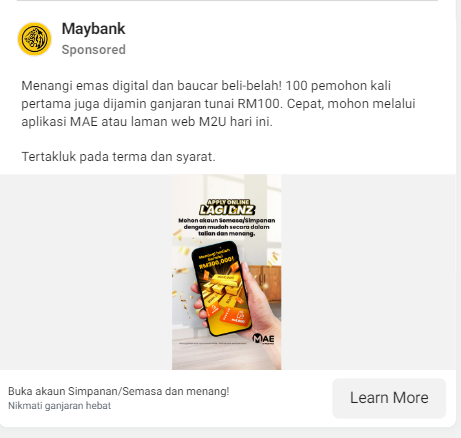 Maybank
Sponsored
Menangi emas digital dan baucar beli-belah! 100 pemohon kali
pertama juga dijamin ganjaran tunai RM100. Cepat, mohon melalui
aplikasi MAE atau laman web M2U hari ini.
Tertakluk pada terma dan syarat.
APPLY ONLINE
LAGI BNZ
Mohon akaun Semasa/Simpanan
dengan mudah secara dalam
talian dan menang.
RM300,000!
MAE
Buka akaun Simpanan/Semasa dan menang!
Nikmati ganjaran hebat
Learn More